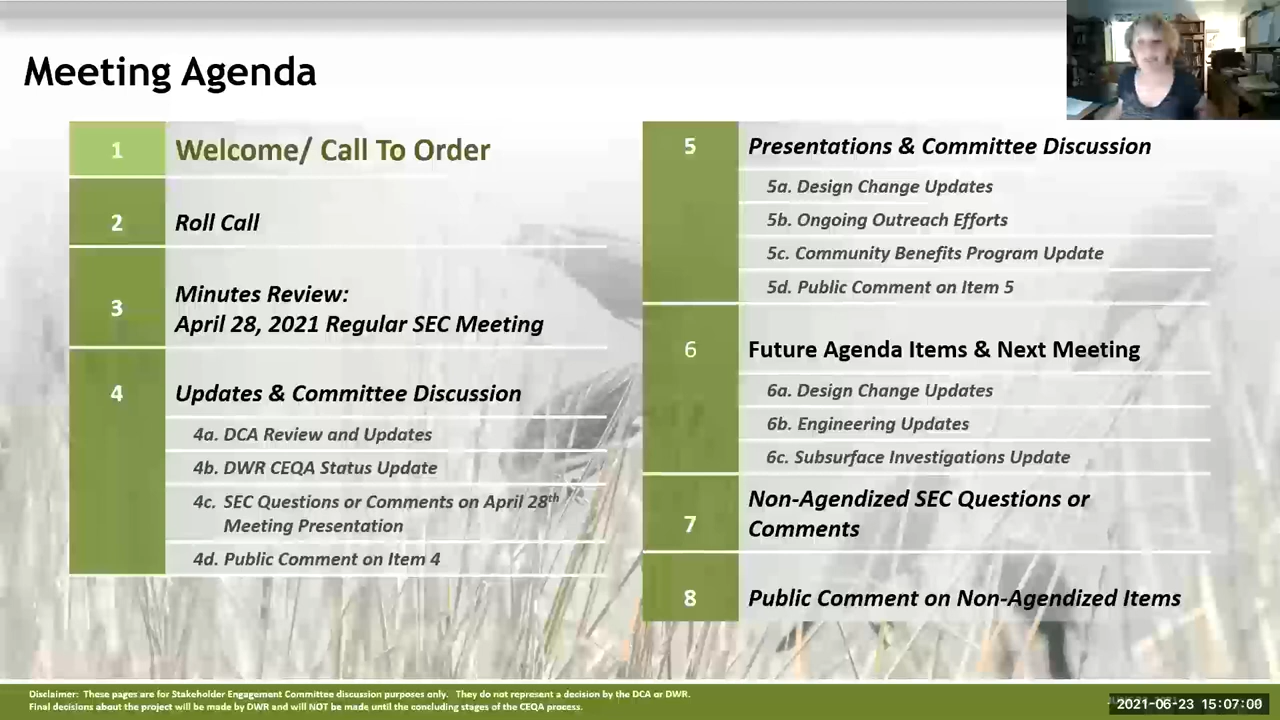 Meeting Agenda
1 Welcome/ Call To Order
2 Roll Call
3 Minutes Review:
April 28, 2021 Regular SEC Meeting
4 Updates & Committee Discussion
4a. DCA Review and Updates
4b. DWR CEQA Status Update
4c. SEC Questions or Comments on April 28th
Meeting Presentation
4d. Public Comment on Item 4
5 Presentations & Committee Discussion
5a. Design Change Updates
5b. Ongoing Outreach Efforts
5c. Community Benefits Program Update
5d. Public Comment on Item 5
6 Future Agenda Items & Next Meeting
6a. Design Change Updates
6b. Engineering Updates
6c. Subsurface Investigations Update
7 Non-Agendized SEC Questions or
Comments
8 Public Comment on Non-Agendized Items
Disclaimer: These pages are for Stakeholder Engagement Committee discussion purposes only. They do not represent a decision by the DCA or DWR.
Final decisions about the project will be made by DWR and will NOT be made until the concluding stages of the CEQA process.
2021-06-23 15:07:00